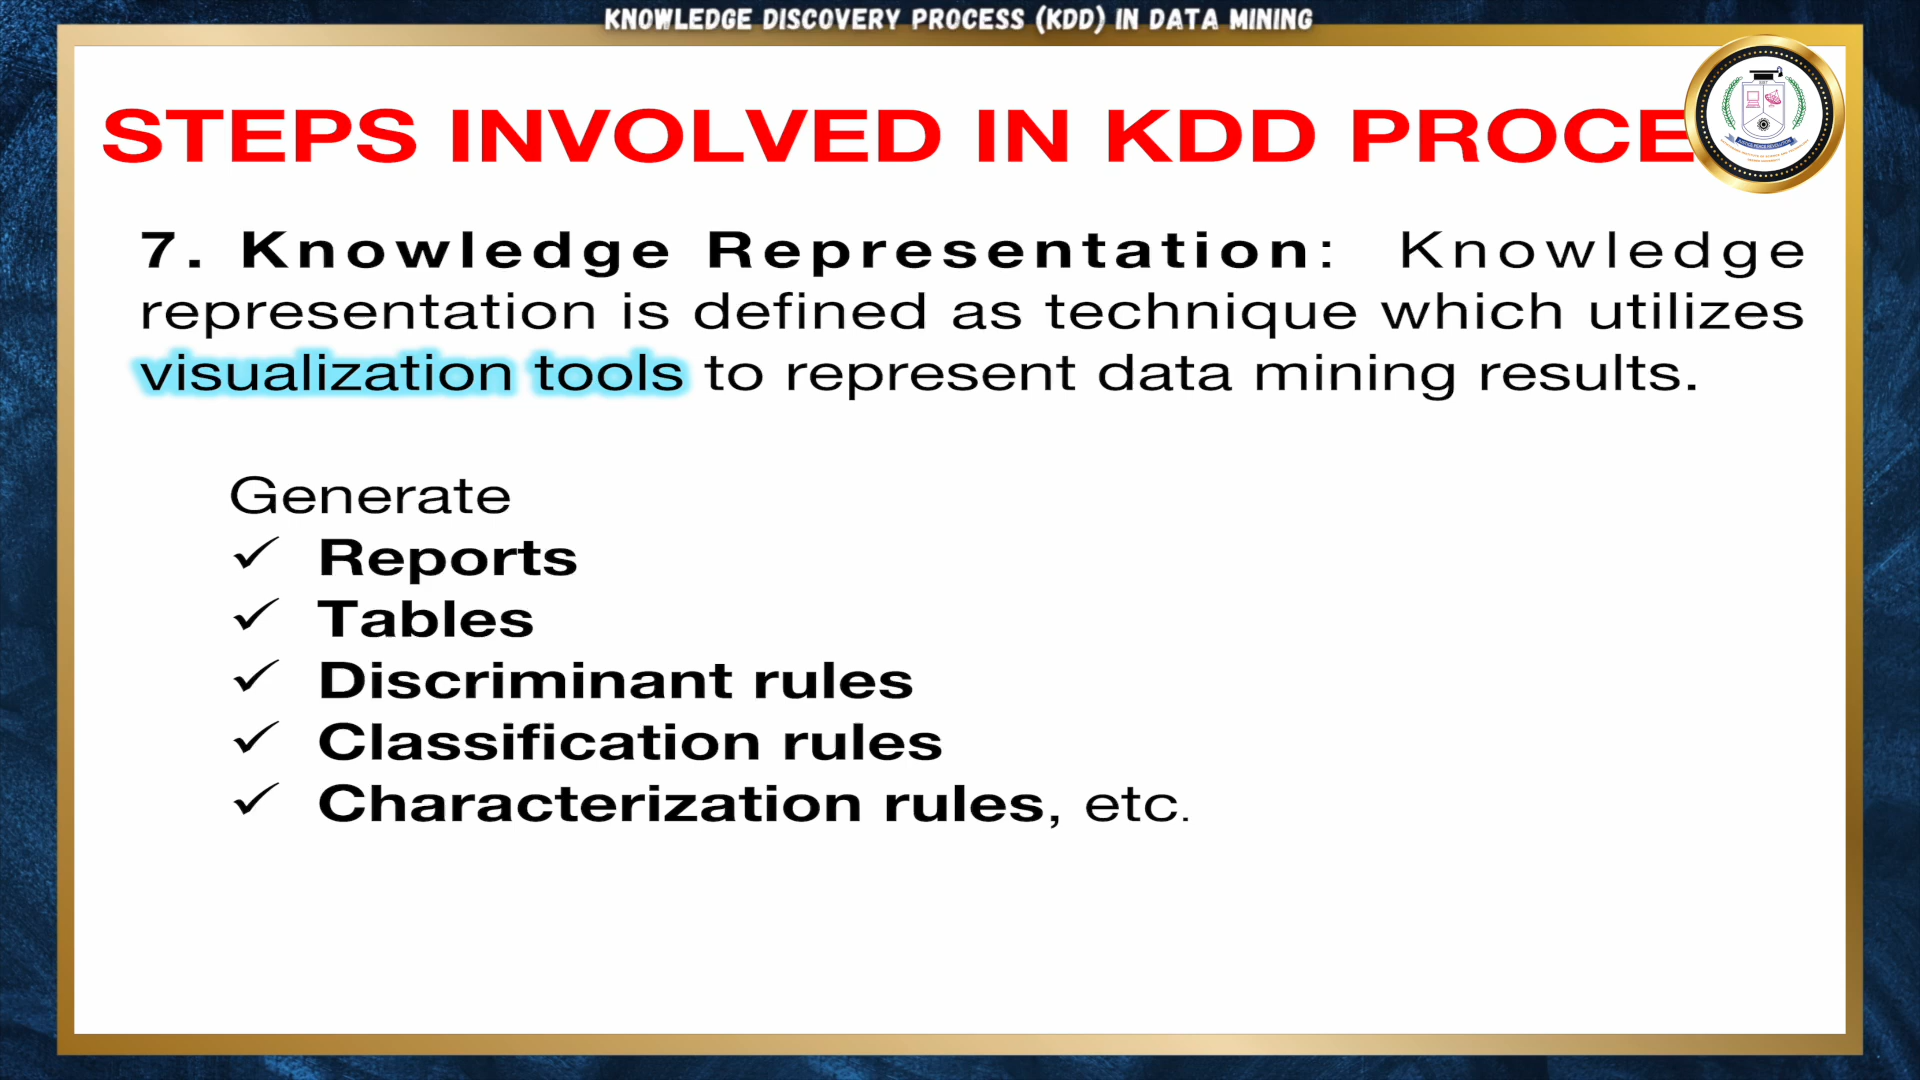 KNOWLEDGE DISCOVERY PROCESS (KDD) IN DATA MINING
STEPS INVOLVED IN KDD PROCE
7. Knowledge Representation: Knowledge
representation is defined as technique which utilizes
visualization tools to represent data mining results.
Generate
✓ Reports
✓ Tables
✓ Discriminant rules
✓ Classification rules
✓ Characterization rules, etc.